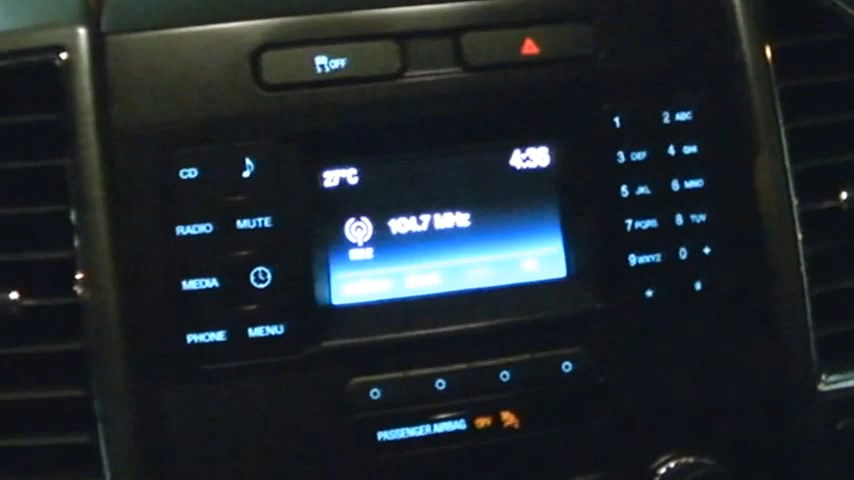 OFF
27°C 4:36
104.7 MHz
CD
RADIO MUTE
MEDIA
PHONE MENU
1 2 ABC
3 DEF 4 GHI
5 JKL 6 MNO
7 PQRS 8 TUV
9 WXYZ 0 +
* #
PASSENGER AIRBAG OFF